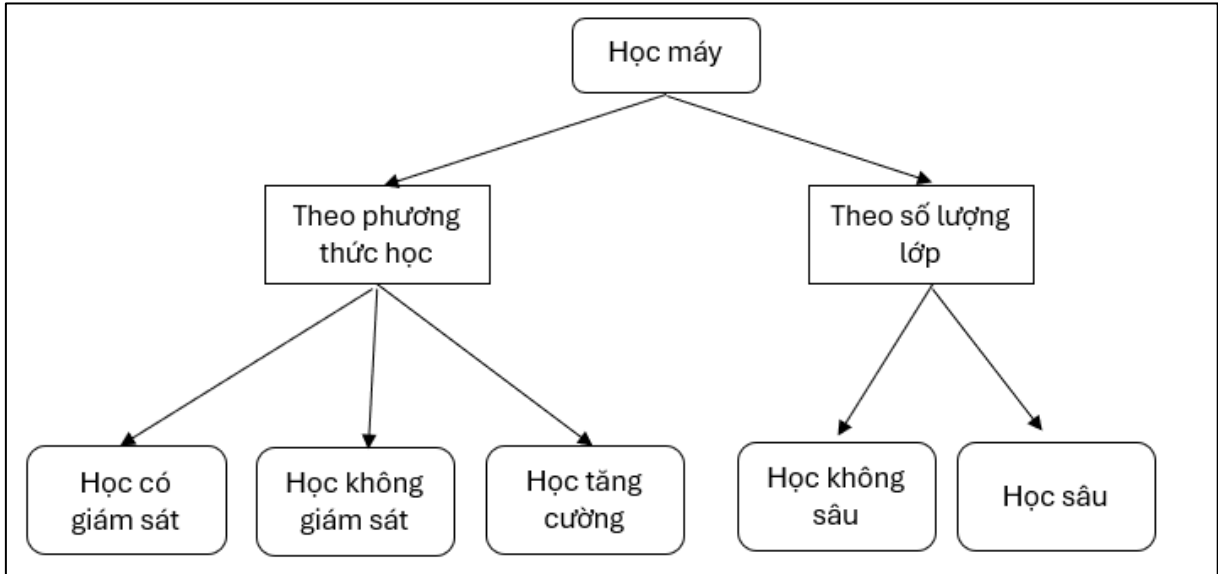 Học máy
Theo phương
thức học
Theo số lượng
lớp
Học có
giám sát
Học không
giám sát
Học tăng
cường
Học không
sâu
Học sâu